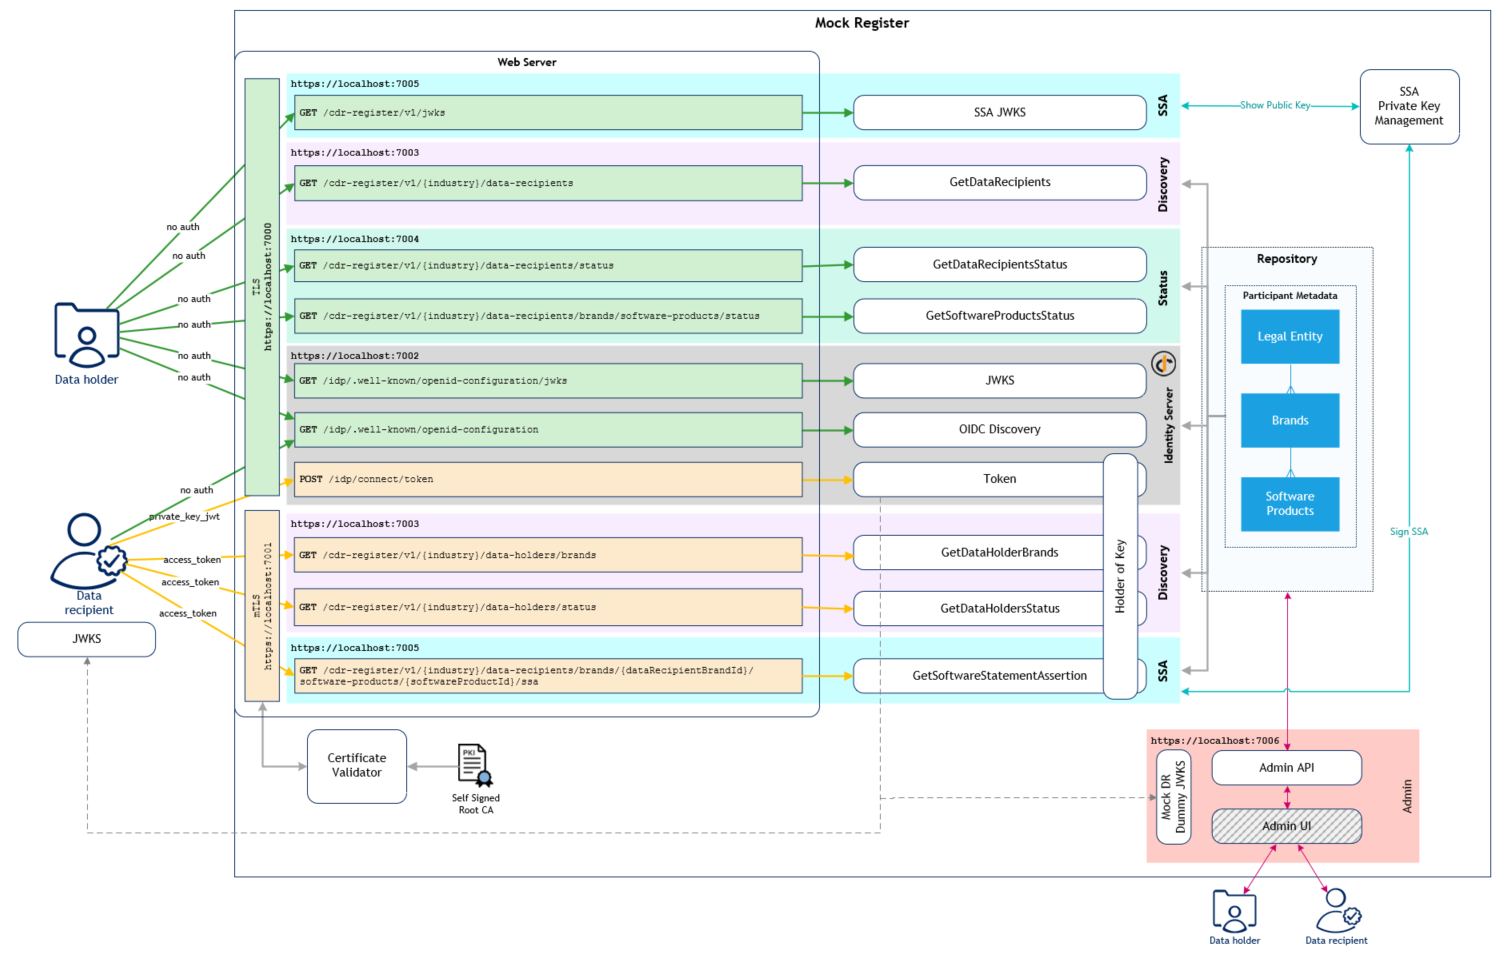 Mock Register
Web Server
https://localhost:7005
GET /cdr-register/v1/jwks
SSA JWKS
SSA
Show Public Key
SSA
Private Key
Management
https://localhost:7003
GET /cdr-register/v1/{industry}/data-recipients
GetDataRecipients
Discovery
https://localhost:7004
GET /cdr-register/v1/{industry}/data-recipients/status
GetDataRecipientsStatus
GET /cdr-register/v1/{industry}/data-recipients/brands/software-products/status
GetSoftwareProductsStatus
Status
https://localhost:7002
GET /idp/.well-known/openid-configuration/jwks
JWKS
GET /idp/.well-known/openid-configuration
OIDC Discovery
POST /idp/connect/token
Token
Identity Server
TLS
https://localhost:7000
no auth
no auth
no auth
no auth
no auth
no auth
Data holder
no auth
private_key_jwt
access_token
access_token
access_token
Data
recipient
JWKS
mTLS
https://localhost:7001
https://localhost:7003
GET /cdr-register/v1/{industry}/data-holders/brands
GetDataHolderBrands
GET /cdr-register/v1/{industry}/data-holders/status
GetDataHoldersStatus
Discovery
Holder of Key
https://localhost:7005
GET /cdr-register/v1/{industry}/data-recipients/brands/{dataRecipientBrandId}/
software-products/{softwareProductId}/ssa
GetSoftwareStatementAssertion
SSA
Repository
Participant Metadata
Legal Entity
Brands
Software
Products
Sign SSA
Certificate
Validator
PKI
Self Signed
Root CA
https://localhost:7006
Mock DR
Dummy JWKS
Admin API
Admin UI
Admin
Data holder
Data recipient